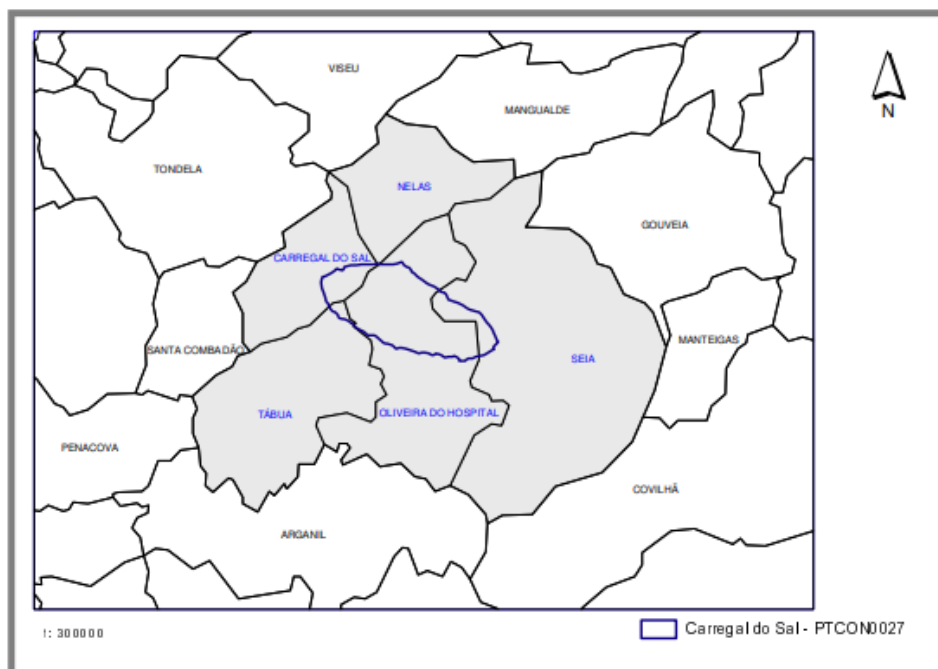 VISEU
MANGUALDE
N
TONDELA
NELAS
GOUVEIA
CARREGAL DO SAL
SANTA COMBADÃO
MANTEIGAS
SEIA
TÁBUA
OLIVEIRA DO HOSPITAL
PENACOVA
COVILHÃ
ARGANIL
1: 300000
Carregal do Sal - PTCON0027